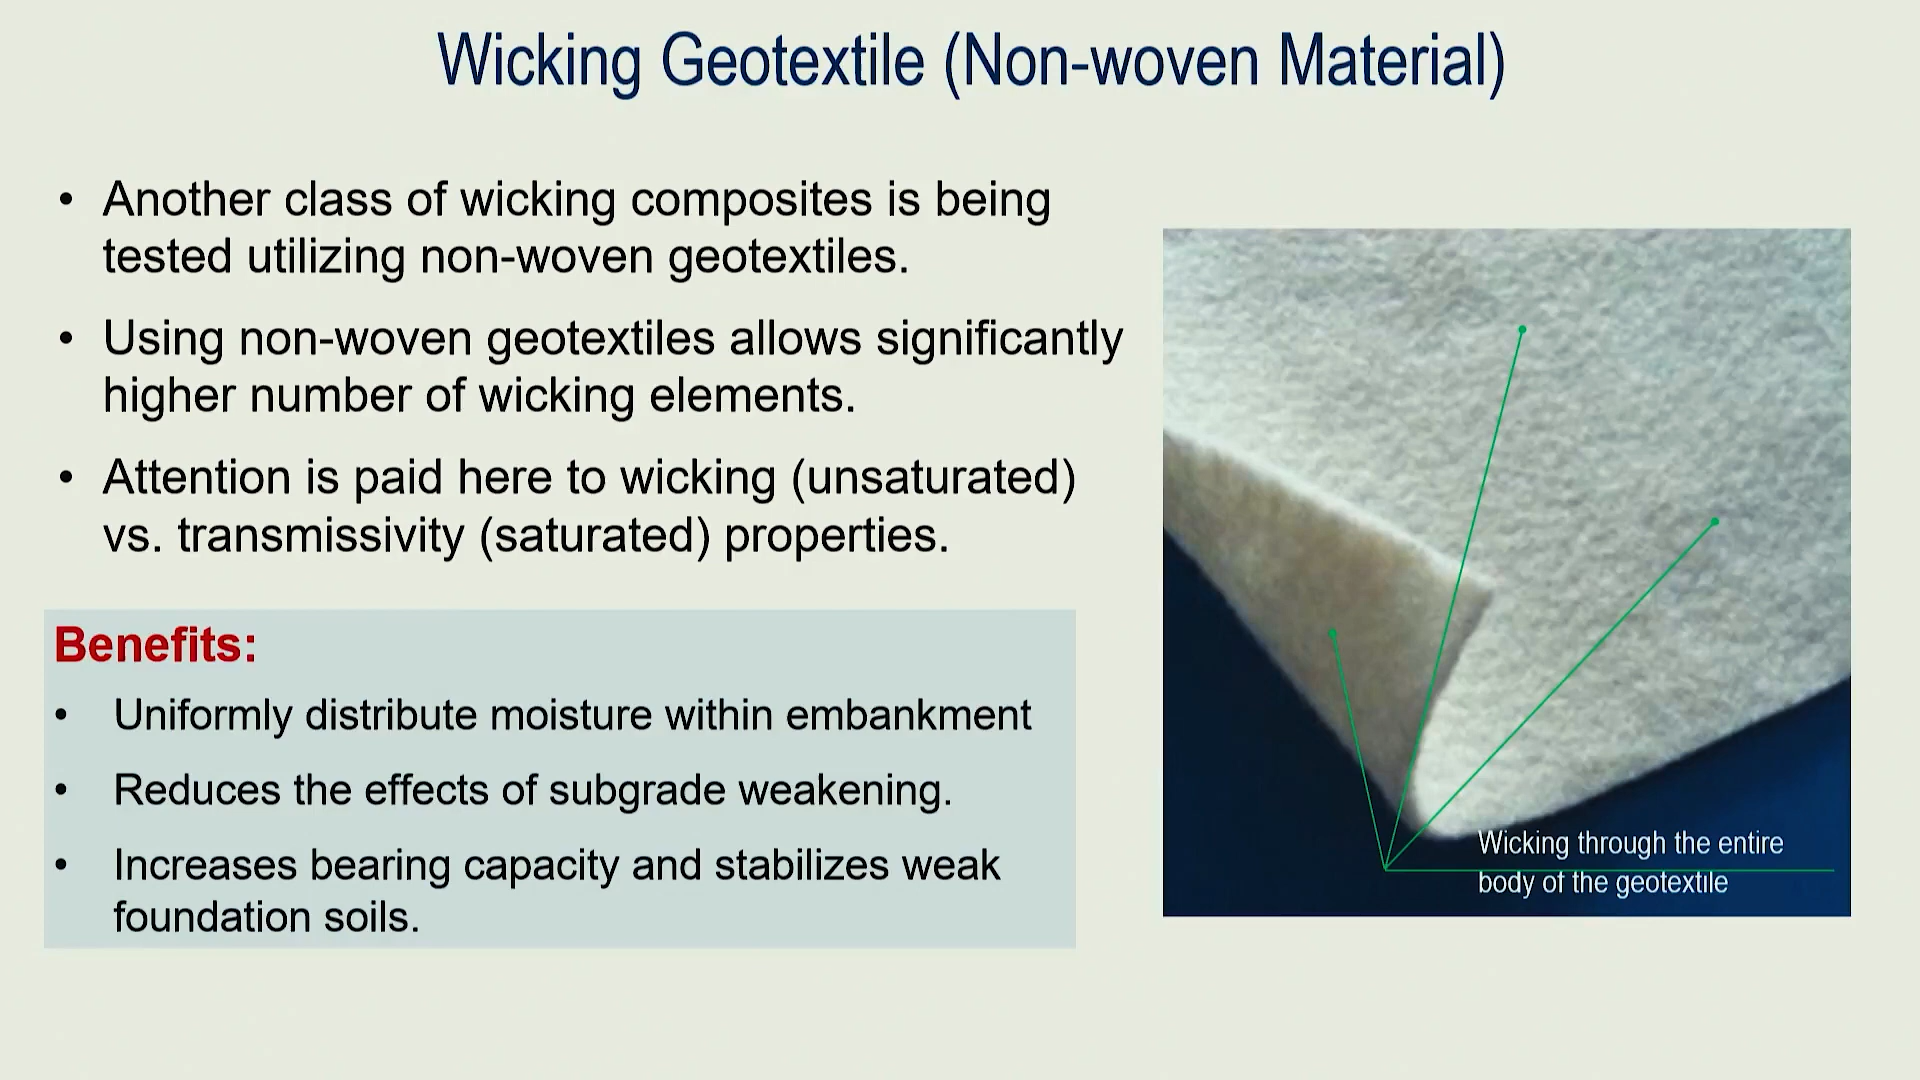 Wicking Geotextile (Non-woven Material)
• Another class of wicking composites is being
tested utilizing non-woven geotextiles.
• Using non-woven geotextiles allows significantly
higher number of wicking elements.
• Attention is paid here to wicking (unsaturated)
vs. transmissivity (saturated) properties.
Benefits:
• Uniformly distribute moisture within embankment
• Reduces the effects of subgrade weakening.
• Increases bearing capacity and stabilizes weak
foundation soils.
Wicking through the entire
body of the geotextile